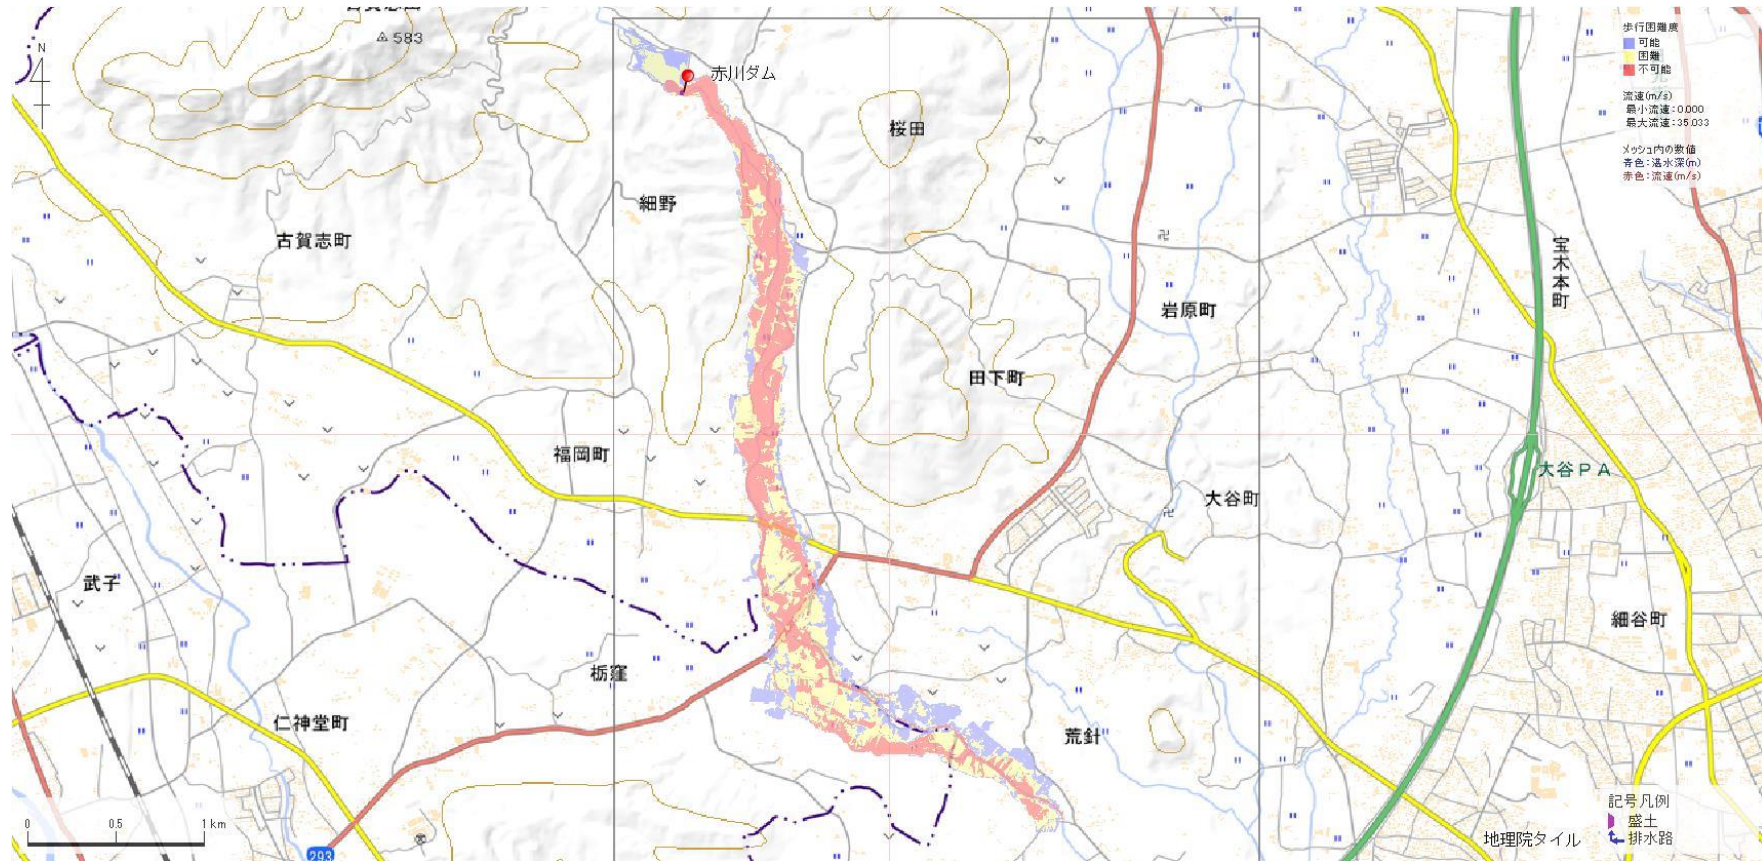 583
N
赤川ダム
歩行困難度
可能
困難
不可能
流速(m/s)
最小流速:0.000
最大流速:35.033
メッシュ内の数値
青色:湛水深(m)
赤色:流速(m/s)
桜田
細野
古賀志町
宝木本町
岩原町
田下町
福岡町
大谷PA
大谷町
武子
細谷町
栃窪
仁神堂町
荒針
記号凡例
盛土
排水路
地理院タイル
0 0.5 1km
293